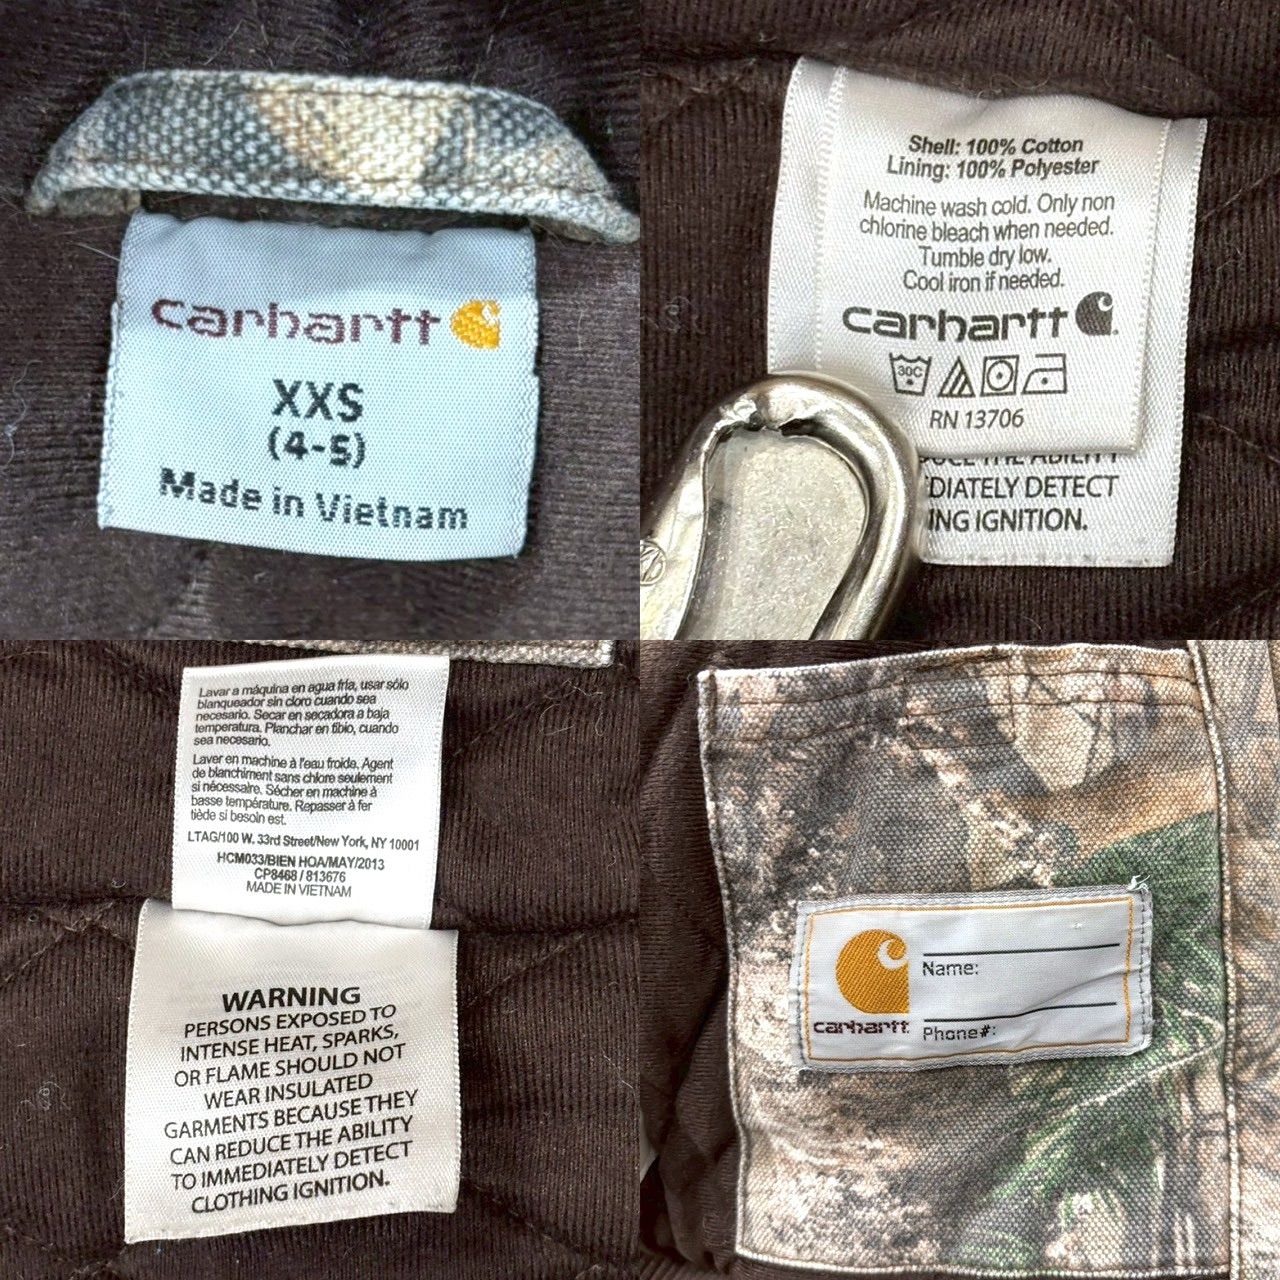 carhartt
XXS
(4-5)
Made in Vietnam
Shell: 100% Cotton
Lining: 100% Polyester
Machine wash cold. Only non
chlorine bleach when needed.
Tumble dry low.
Cool iron if needed.
carhartt
30C
RN 13706
DUCE THE ABILITY
EDIATELY DETECT
ING IGNITION.
Lavar a máquina en agua fría, usar sólo
blanqueador sin cloro cuando sea
necesario. Secar en secadora a baja
temperatura. Planchar en tibio, cuando
sea necesario.
Laver en machine à l'eau froide. Agent
de blanchiment sans chlore seulement
si nécessaire. Sécher en machine à
basse température. Repasser à fer
tiède si besoin est.
LTAG/100 W. 33rd Street/New York, NY 10001
HCM033/BIEN HOA/MAY/2013
CP8468 / 813676
MADE IN VIETNAM
WARNING
PERSONS EXPOSED TO
INTENSE HEAT, SPARKS,
OR FLAME SHOULD NOT
WEAR INSULATED
GARMENTS BECAUSE THEY
CAN REDUCE THE ABILITY
TO IMMEDIATELY DETECT
CLOTHING IGNITION.
carhartt
Name:
Phone#: